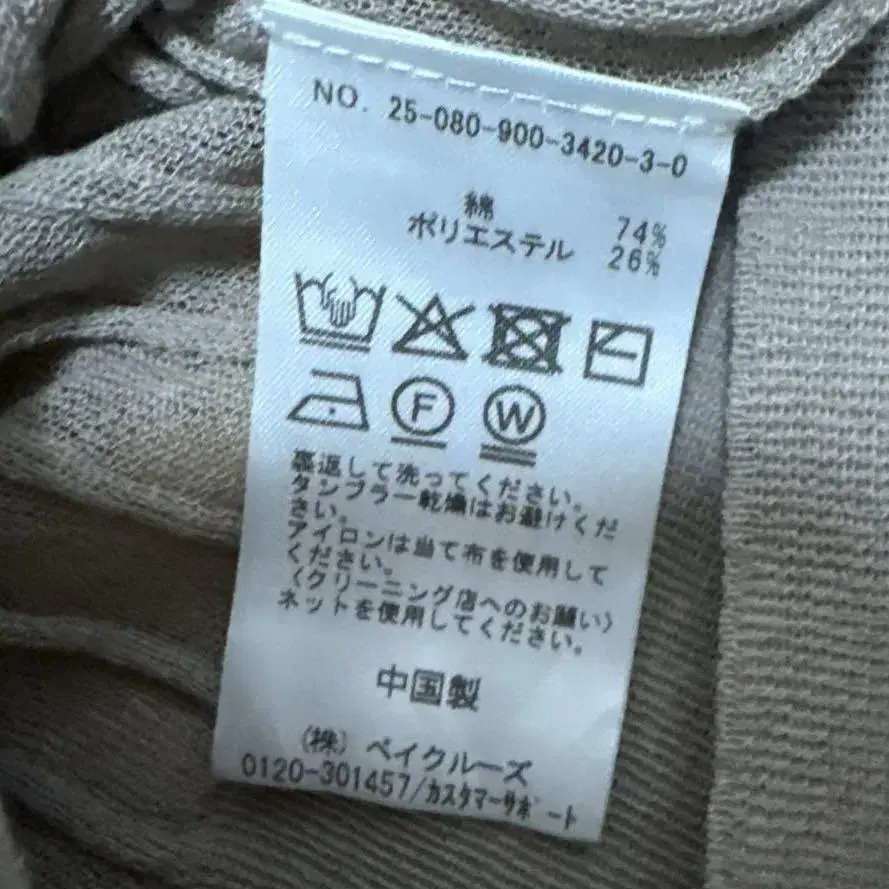 NO. 25-080-900-3420-3-0
綿 74%
ポリエステル 26%
F W
裏返して洗ってください。
タンブラー乾燥はお避けくだ
さい。
アイロンは当て布を使用して
ください。
〈クリーニング店へのお願い〉
ネットを使用してください。
中国製
(株) ベイクルーズ
0120-301457/カスタマーサポート